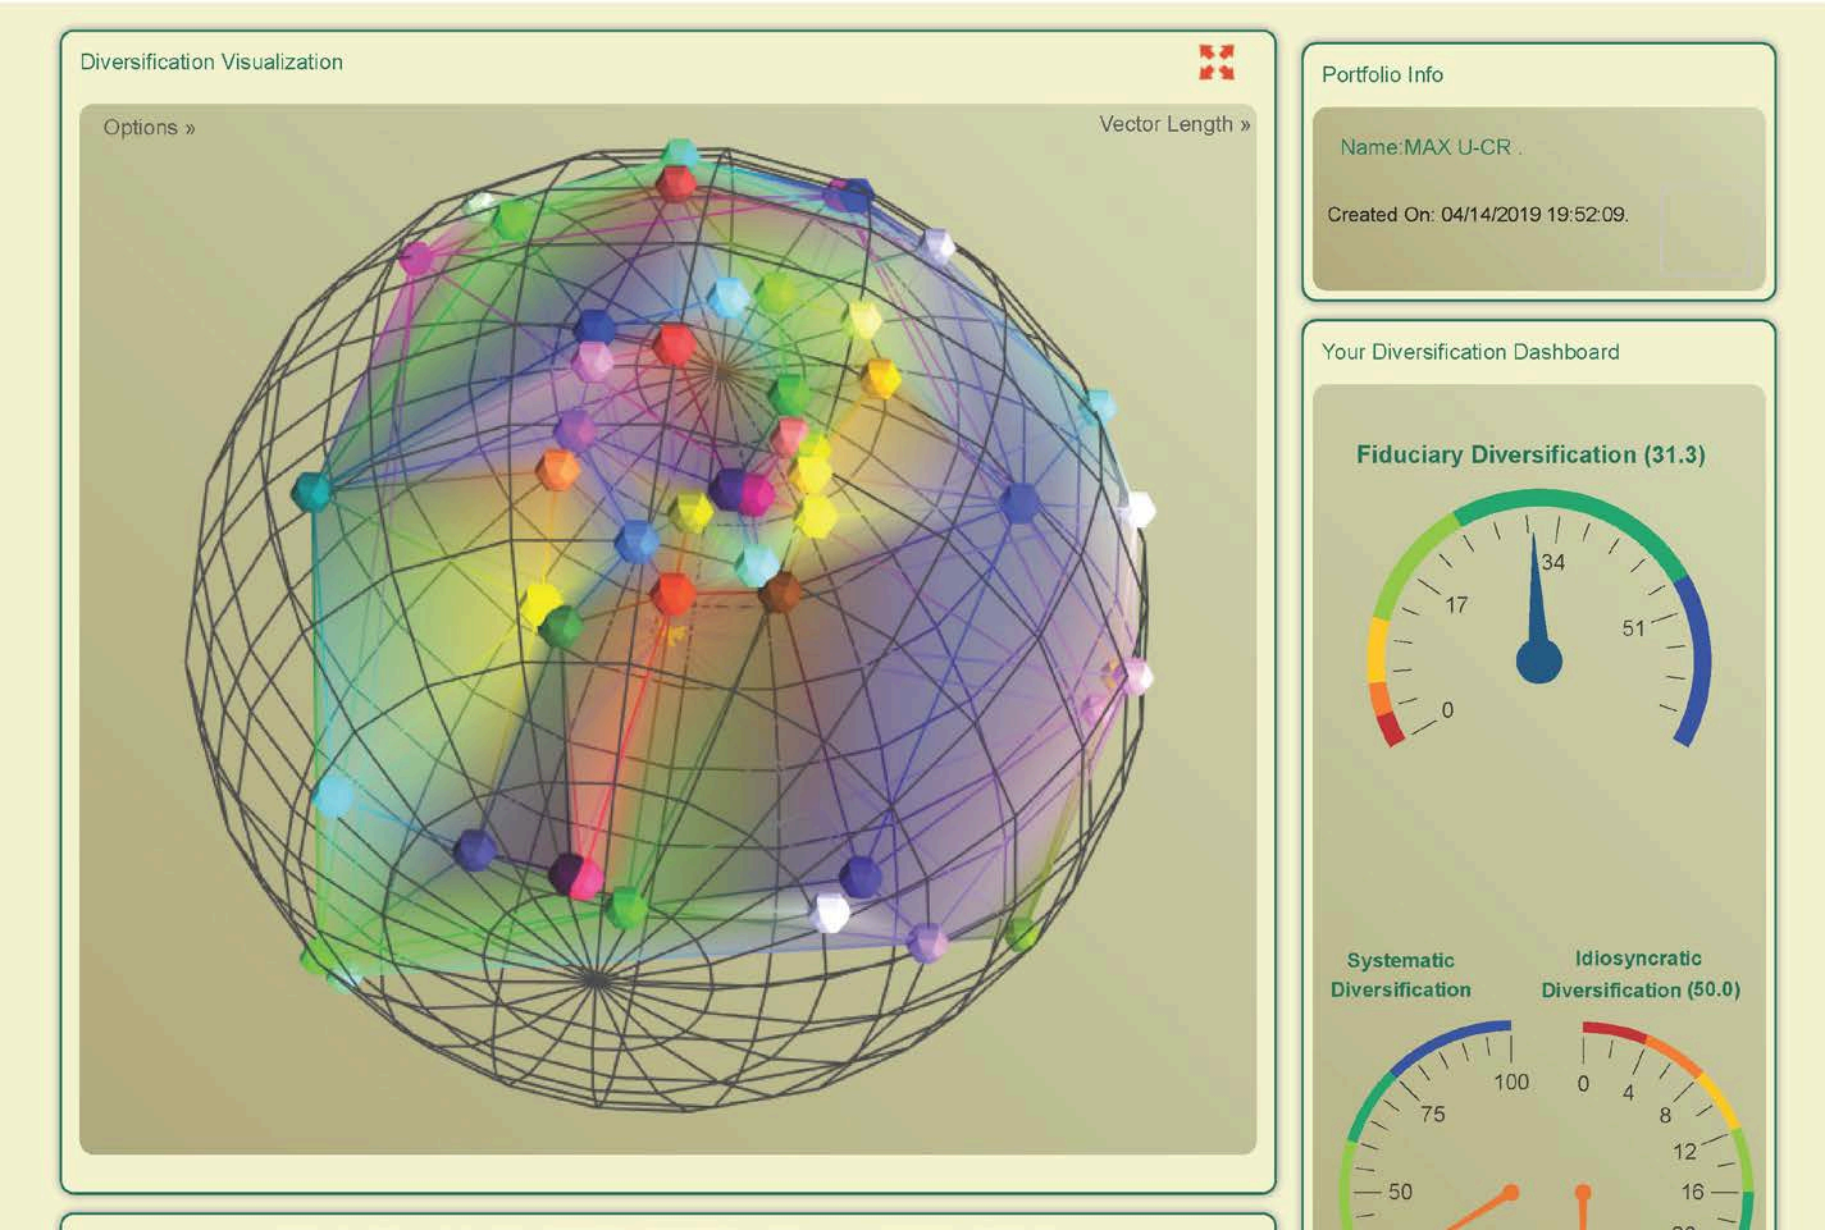 Diversification Visualization
Options »
Vector Length »
Portfolio Info
Name:MAX U-CR .
Created On: 04/14/2019 19:52:09.
Your Diversification Dashboard
Fiduciary Diversification (31.3)
34
17
51
0
Systematic
Diversification
Idiosyncratic
Diversification (50.0)
100
75
50
0
4
8
12
16